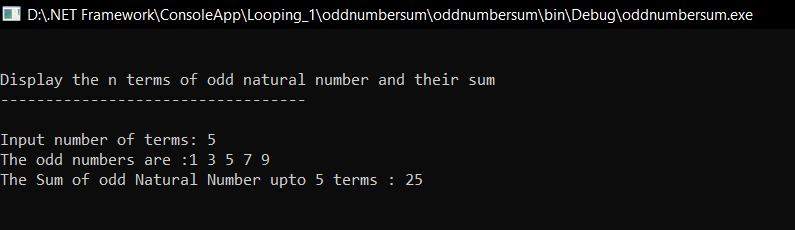 D:\.NET Framework\ConsoleApp\Looping_1\oddnumbersum\oddnumbersum\bin\Debug\oddnumbersum.exe
Display the n terms of odd natural number and their sum
----------------------------------
Input number of terms: 5
The odd numbers are :1 3 5 7 9
The Sum of odd Natural Number upto 5 terms : 25